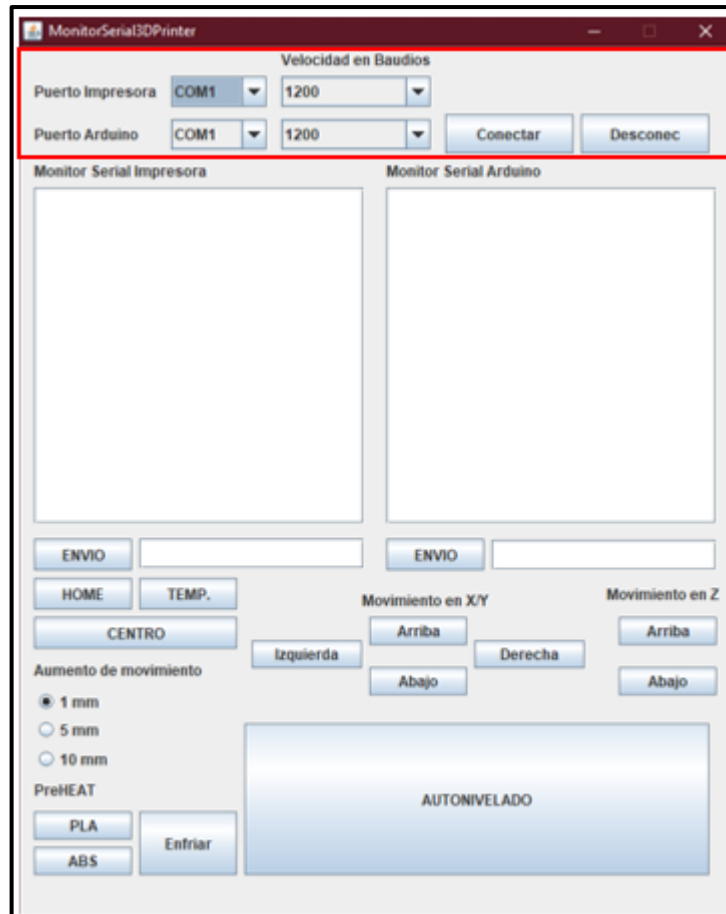 MonitorSerial3DPrinter
Velocidad en Baudios
Puerto Impresora COM1 1200
Puerto Arduino COM1 1200 Conectar Desconec
Monitor Serial Impresora Monitor Serial Arduino
ENVIO ENVIO
HOME TEMP.
Movimiento en X/Y Movimiento en Z
CENTRO Arriba Arriba
Izquierda Derecha
Aumento de movimiento
Abajo Abajo
1 mm
5 mm
10 mm
PreHEAT
AUTONIVELADO
PLA
Enfriar
ABS